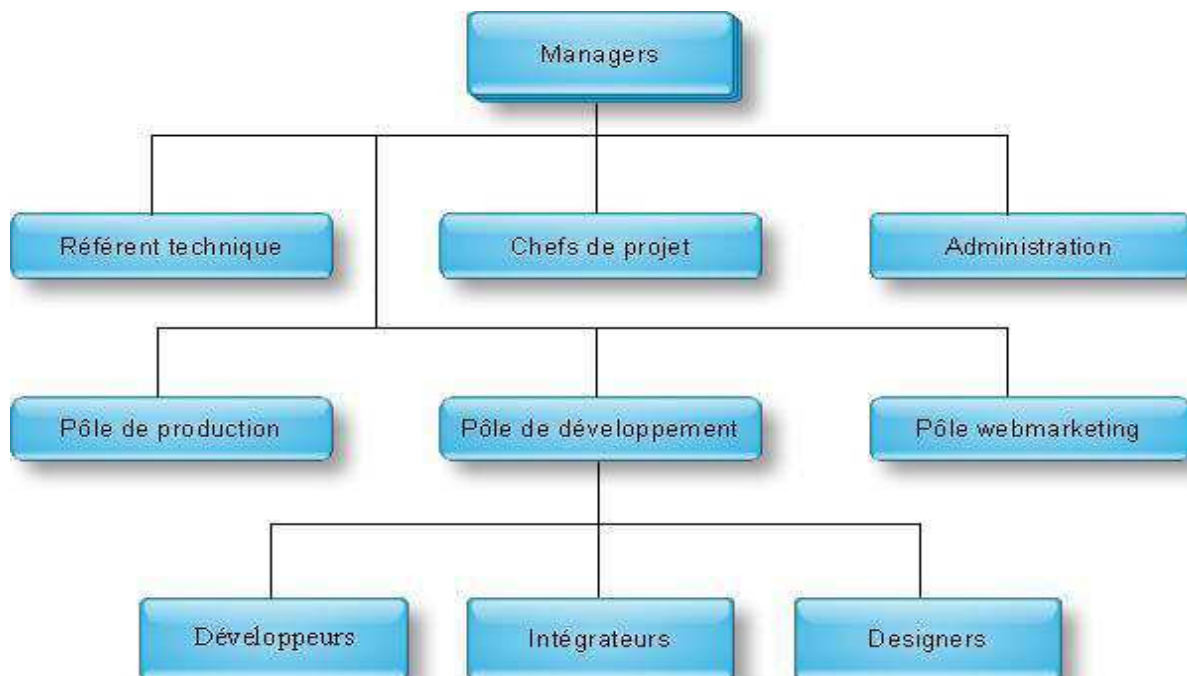 Managers
Référent technique
Chefs de projet
Administration
Pôle de production
Pôle de développement
Pôle webmarketing
Développeurs
Intégrateurs
Designers